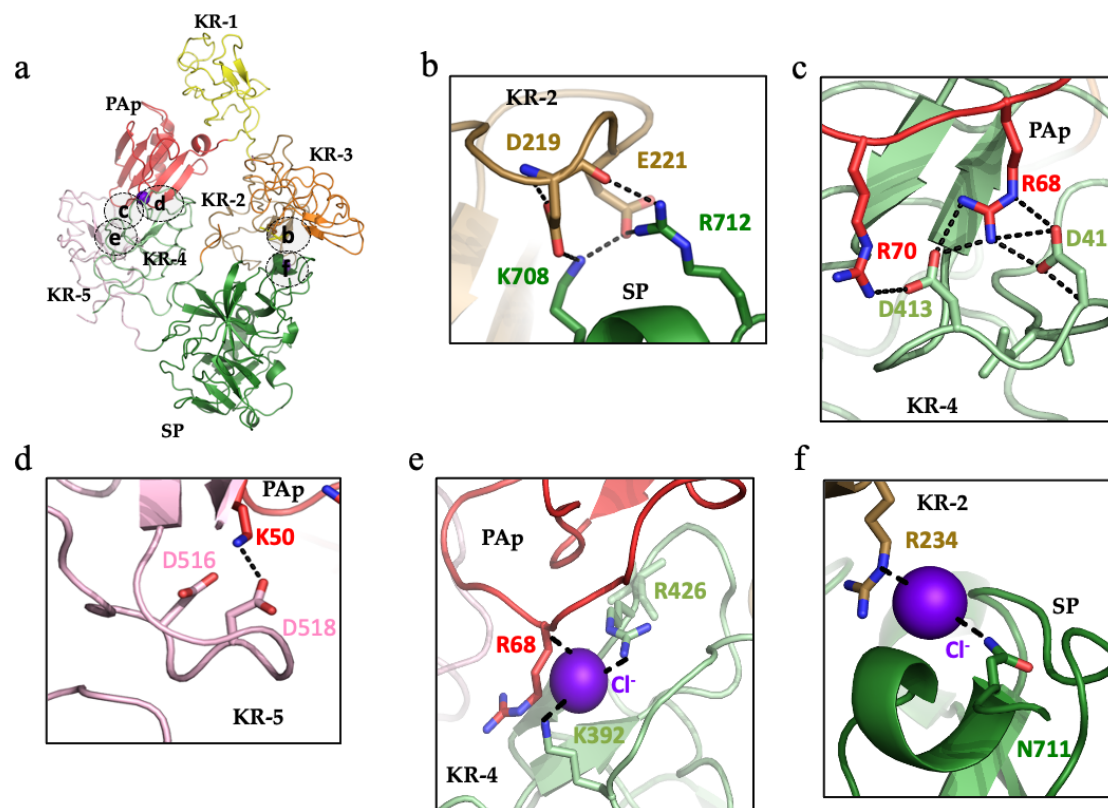 a
KR-1
PAp
KR-3
KR-2
c
d
e
b
f
KR-4
KR-5
SP
b
KR-2
D219
E221
R712
K708
SP
c
PAp
R68
D41
R70
D413
KR-4
d
PAp
K50
D516
D518
KR-5
e
PAp
R426
R68
Cl-
K392
KR-4
f
KR-2
R234
SP
Cl-
N711